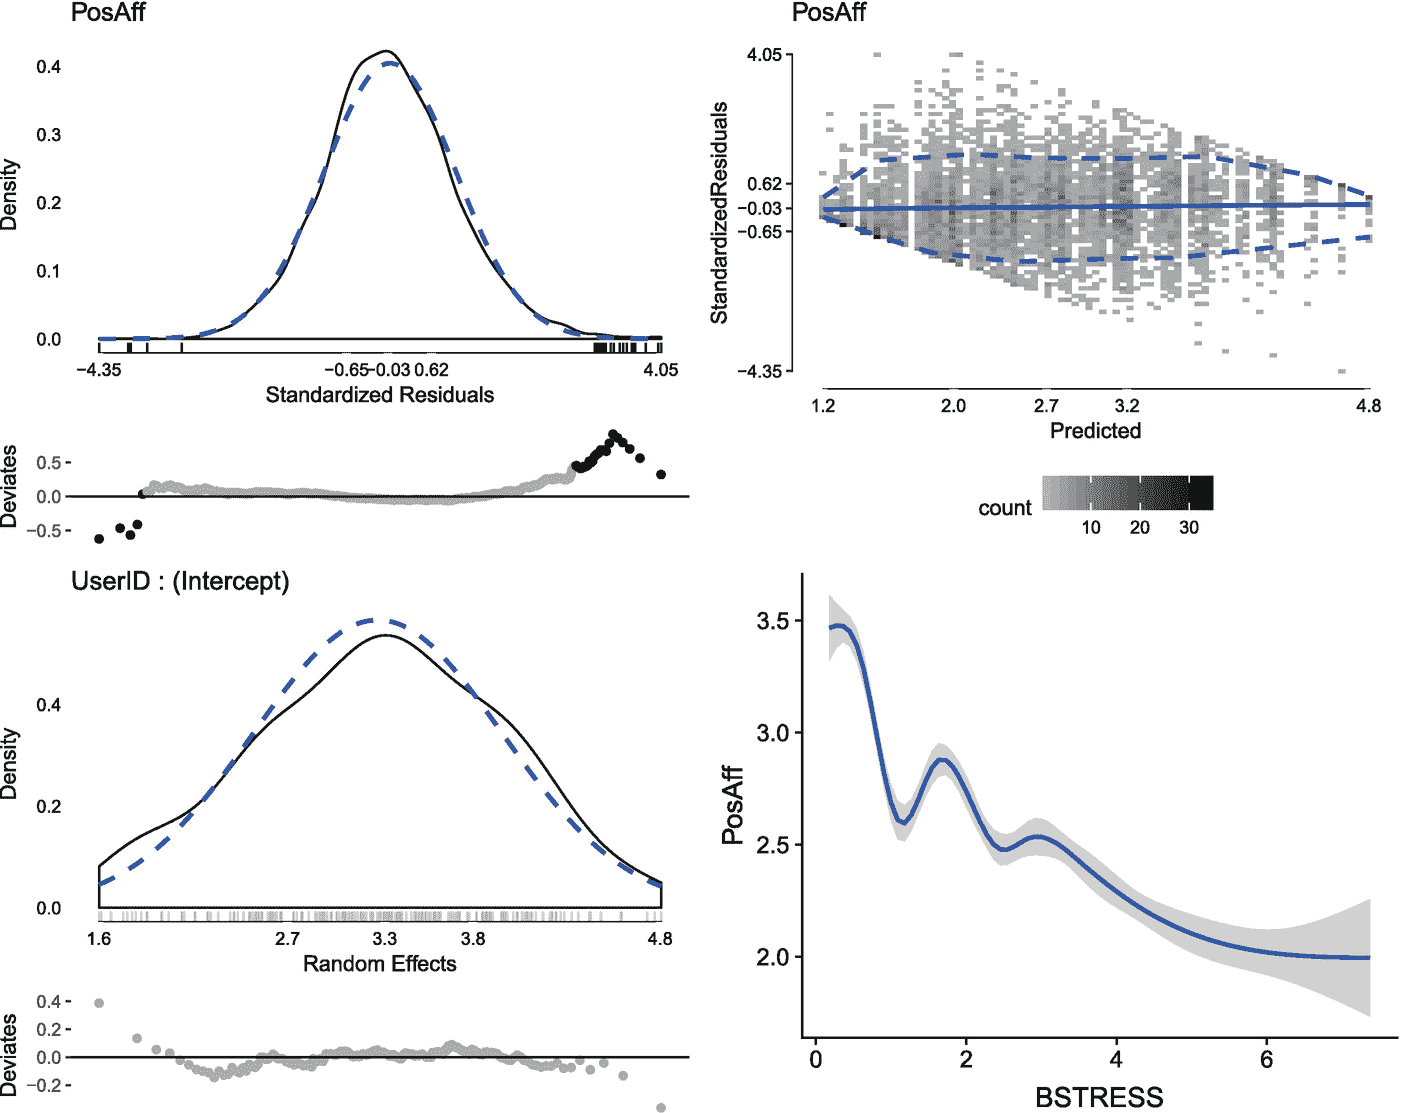 PosAff
Density
0.4
0.3
0.2
0.1
0.0
−4.35 −0.65 −0.03 0.62 4.05
Standardized Residuals
Deviates
0.5
0.0
−0.5
PosAff
StandardizedResiduals
4.05
0.62
−0.03
−0.65
−4.35
1.2 2.0 2.7 3.2 4.8
Predicted
count
10 20 30
UserID : (Intercept)
Density
0.4
0.2
0.0
1.6 2.7 3.3 3.8 4.8
Random Effects
Deviates
0.4
0.2
0.0
−0.2
PosAff
3.5
3.0
2.5
2.0
0 2 4 6
BSTRESS